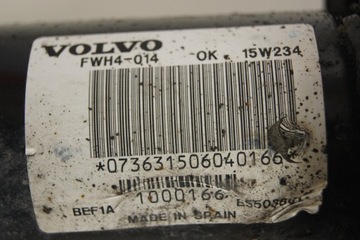 VOLVO
FWH4-014 OK 15W234
*073631506040166
1000166
BEF1A
MADE IN SPAIN